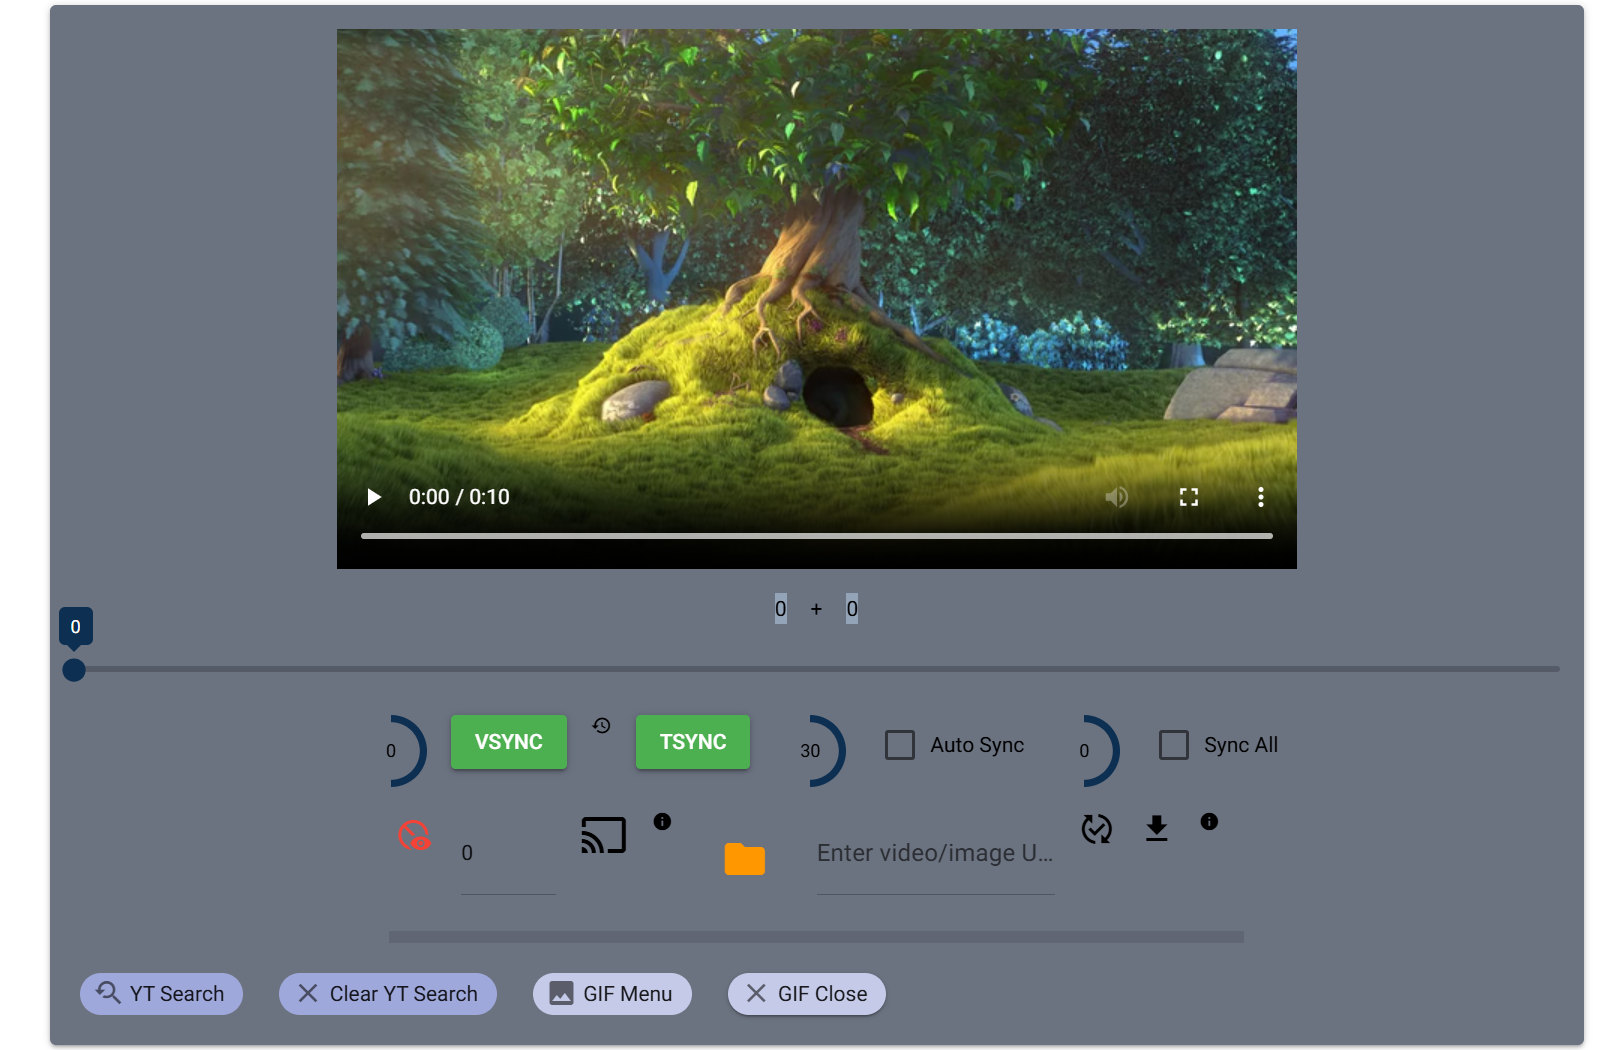 0:00 / 0:10
0 + 0
0
0 VSYNC TSYNC 30 Auto Sync 0 Sync All
0 Enter video/image U...
YT Search Clear YT Search GIF Menu GIF Close